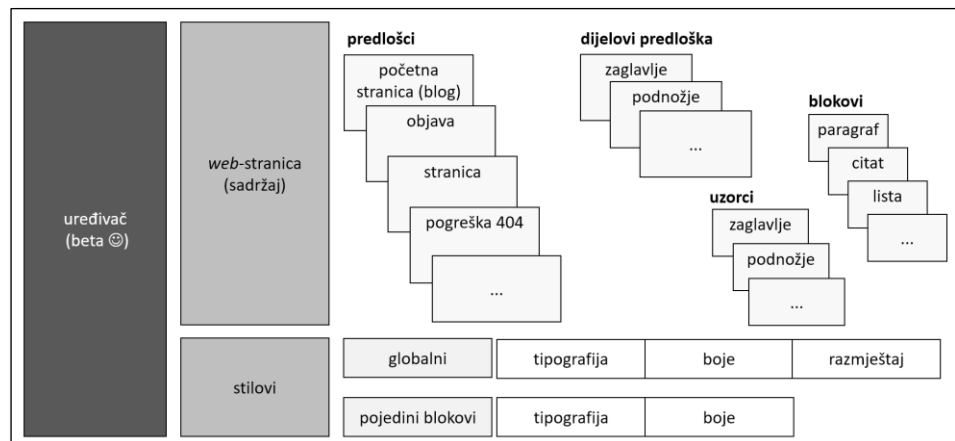 uređivač
(beta ☺)
web-stranica
(sadržaj)
predlošci
početna
stranica (blog)
objava
stranica
pogreška 404
...
dijelovi predloška
zaglavlje
podnožje
...
uzorci
zaglavlje
podnožje
...
blokovi
paragraf
citat
lista
...
stilovi
globalni
tipografija
boje
razmještaj
pojedini blokovi
tipografija
boje